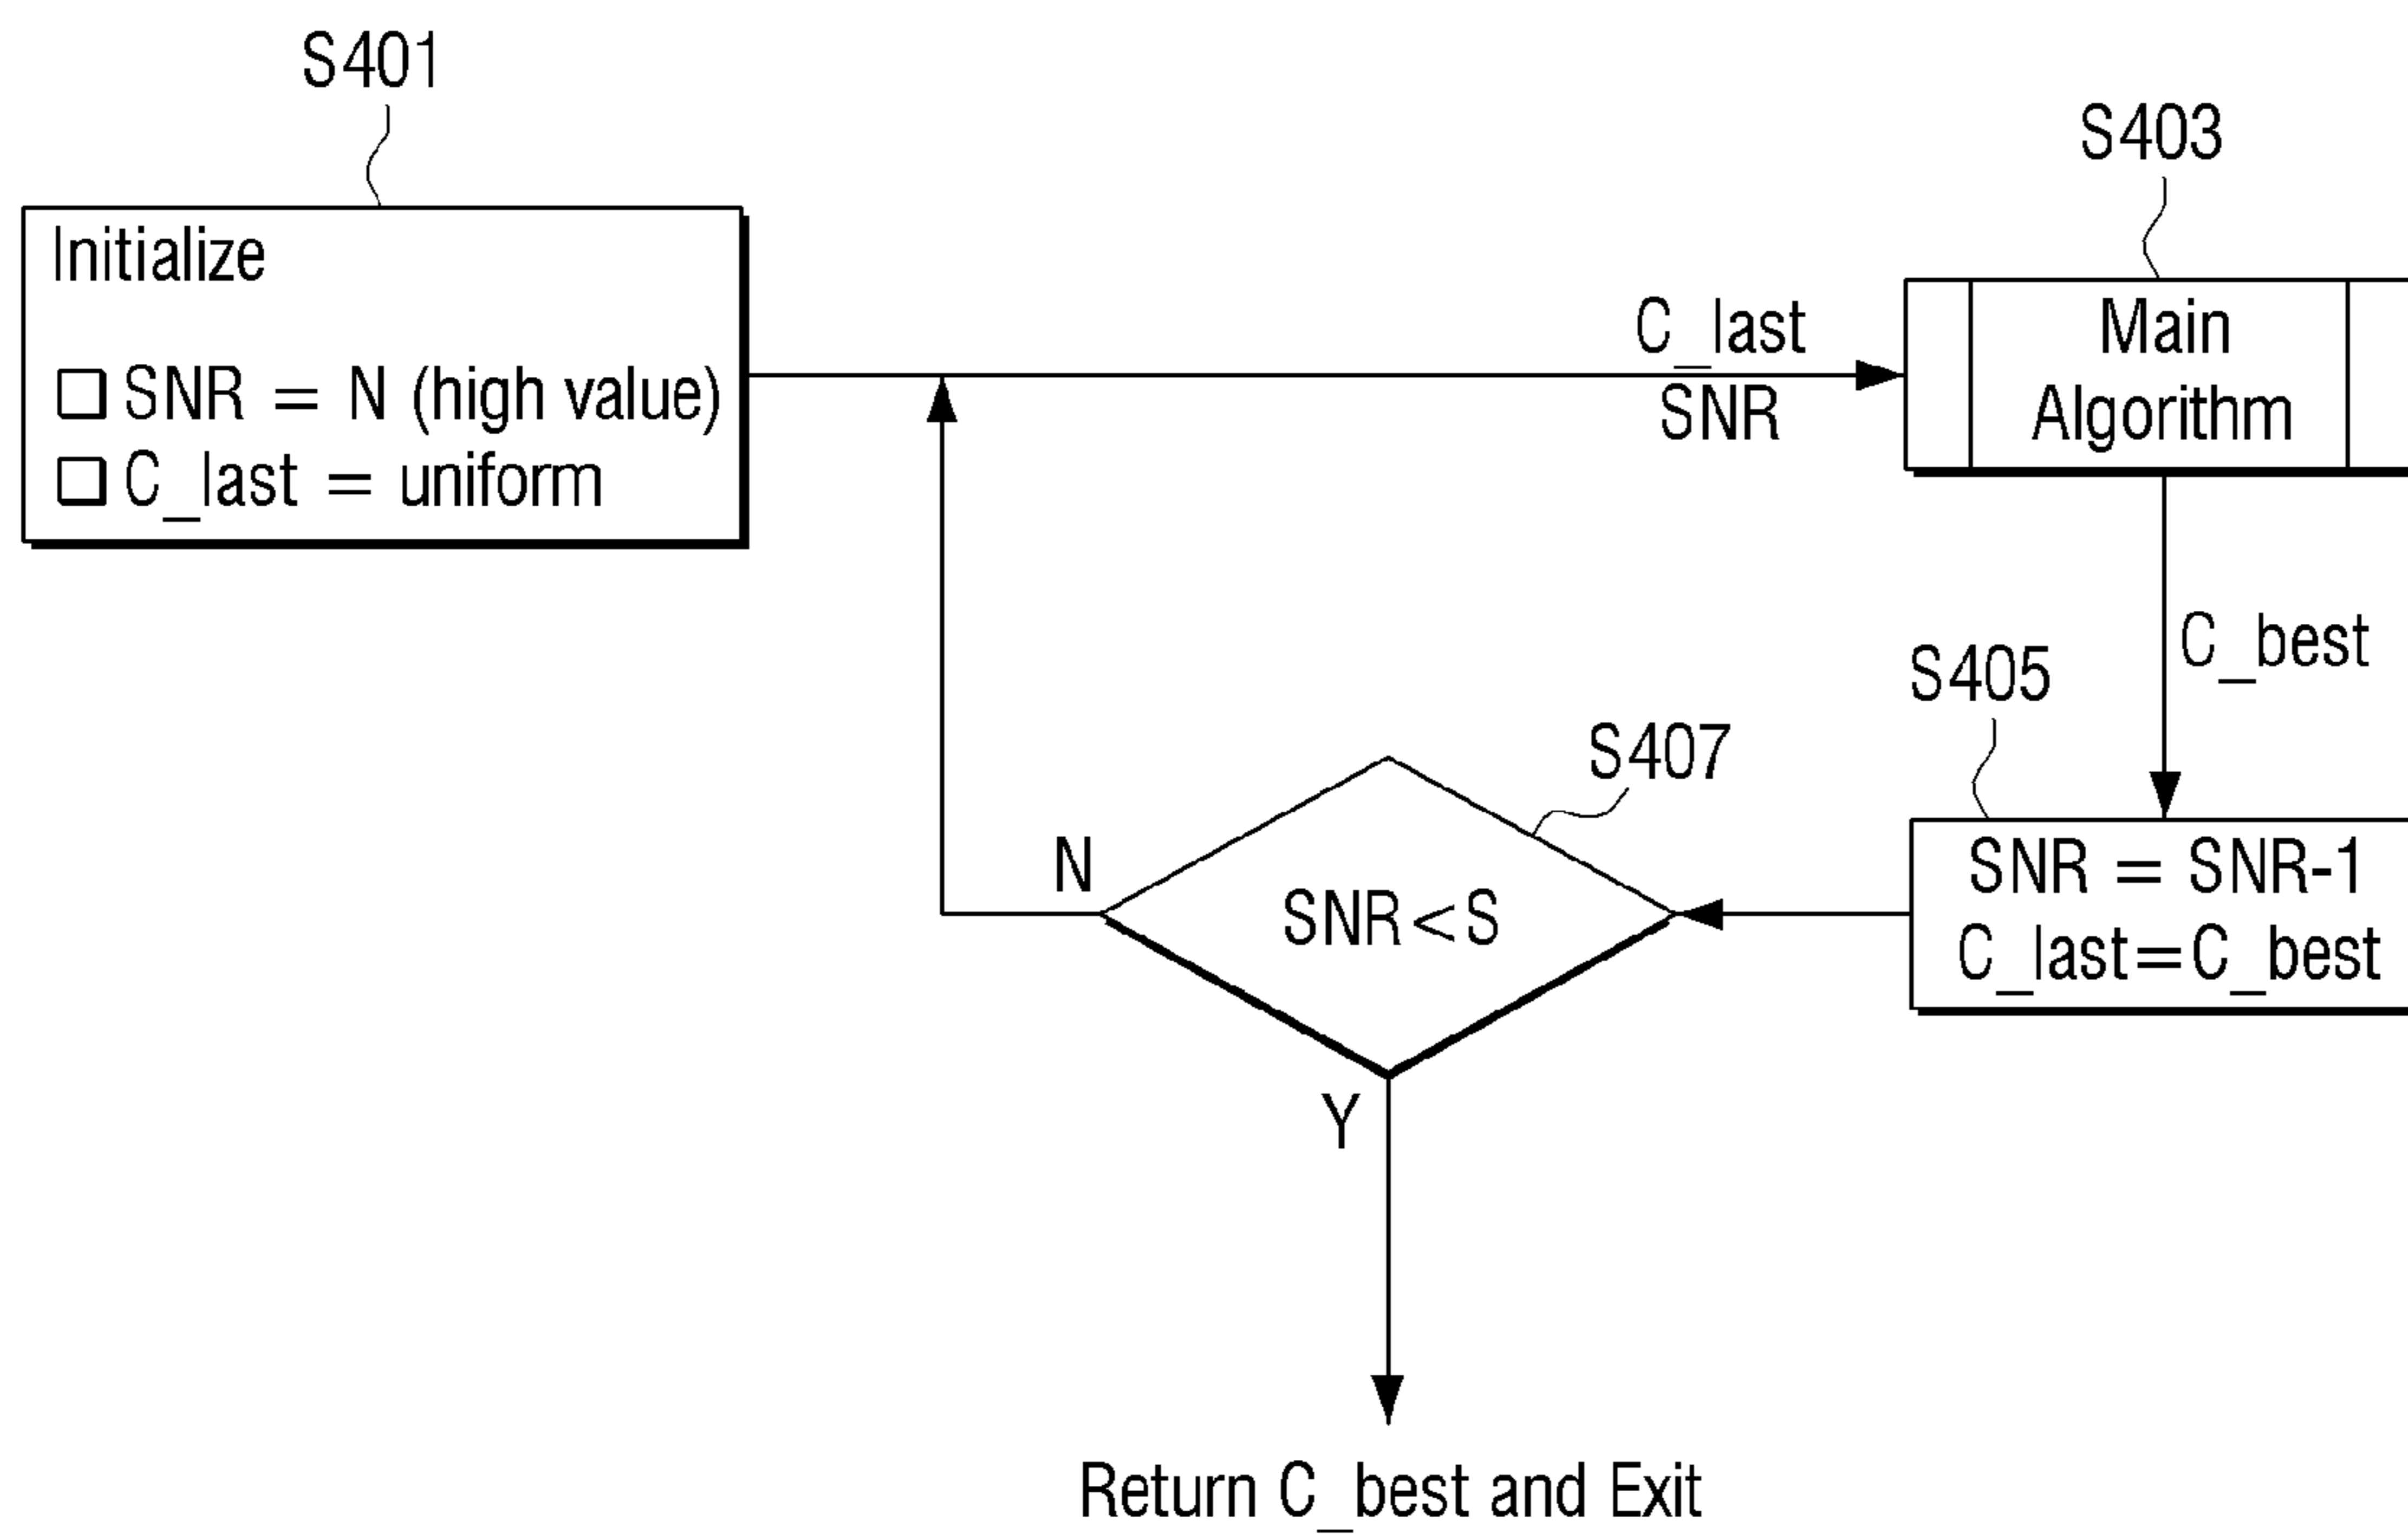 S401
Initialize
□ SNR = N (high value)
□ C_last = uniform
C_last
SNR
S403
Main
Algorithm
C_best
S405
SNR = SNR-1
C_last=C_best
S407
SNR<S
N
Y
Return C_best and Exit